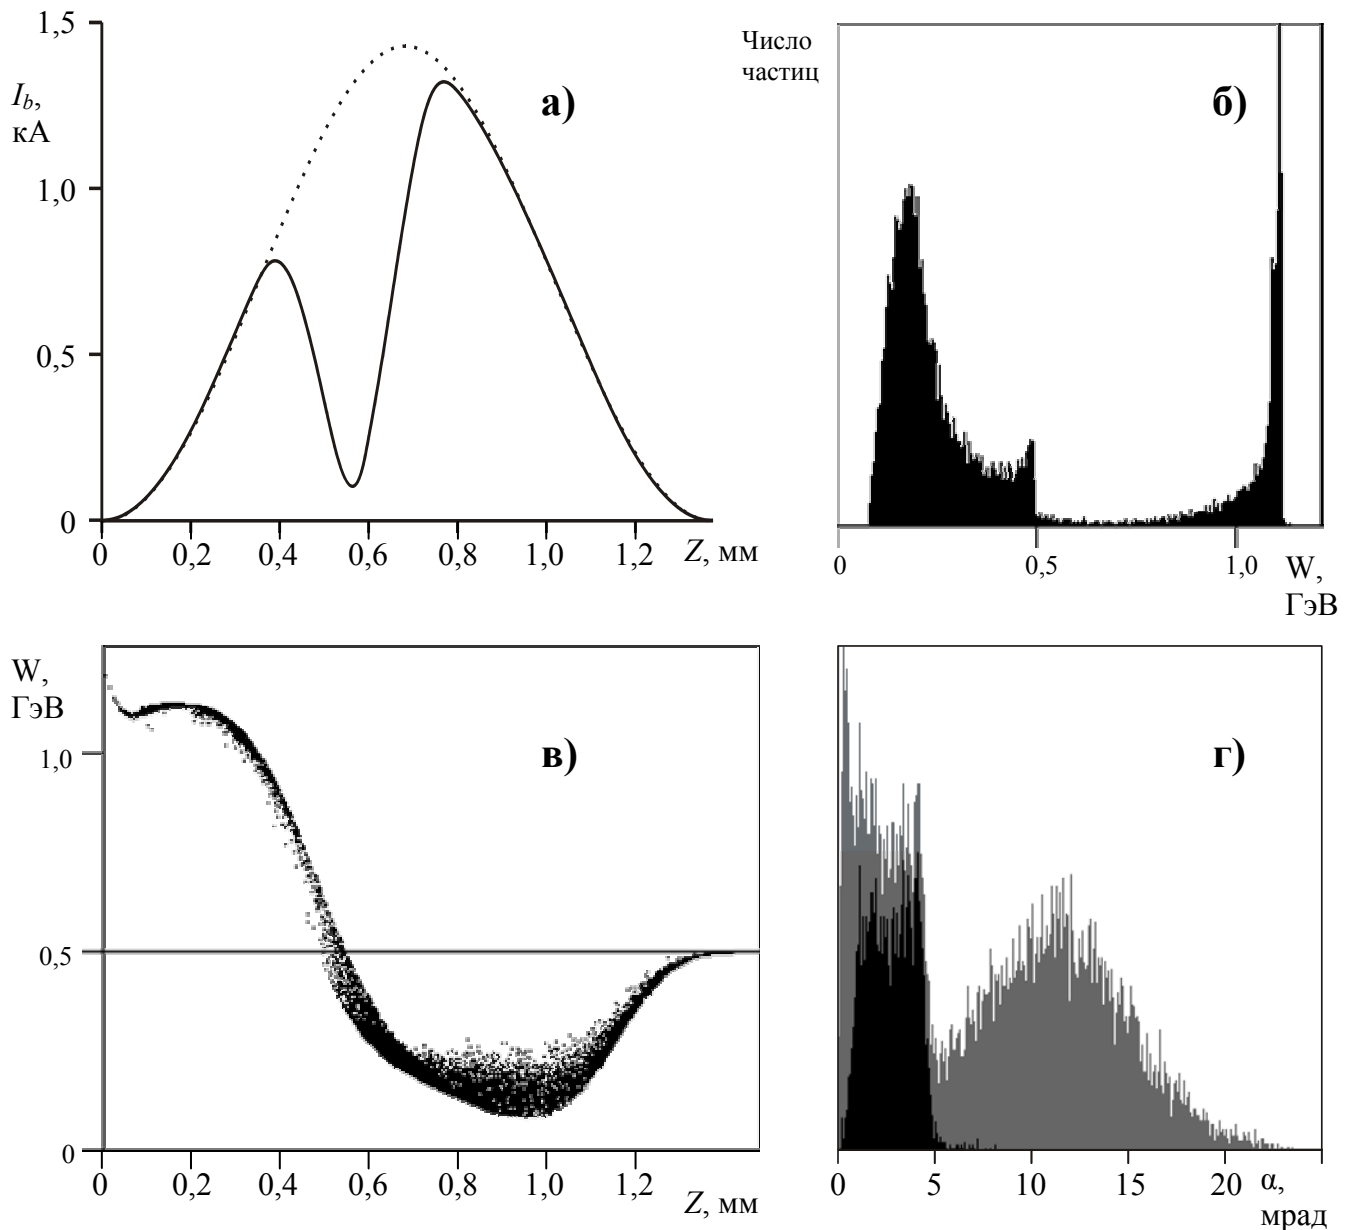 1,5
I_b,
кА
1,0
0,5
0
0 0,2 0,4 0,6 0,8 1,0 1,2 Z, мм
а)
Число
частиц
б)
0 0,5 1,0 W,
ГэВ
W,
ГэВ
1,0
0,5
0
0 0,2 0,4 0,6 0,8 1,0 1,2 Z, мм
в)
г)
0 5 10 15 20 α,
мрад